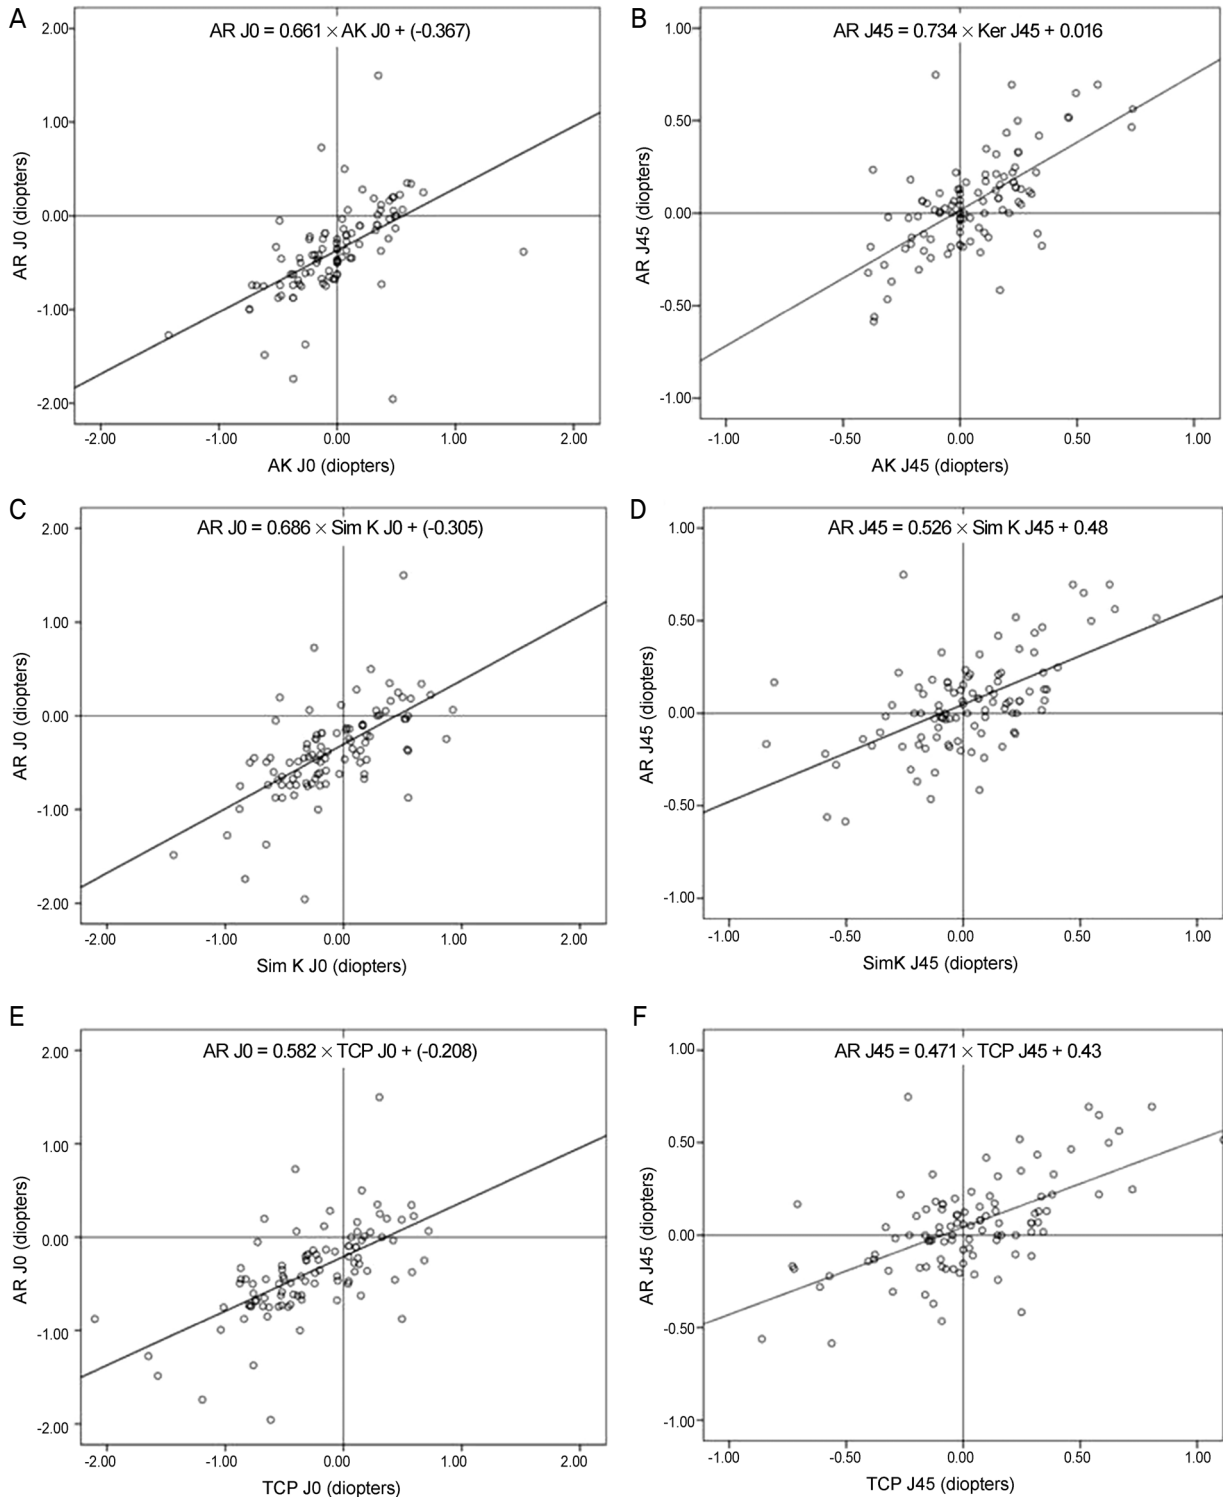 A
AR J0 = 0.661 × AK J0 + (-0.367)
2.00
1.00
0.00
-1.00
-2.00
AR J0 (diopters)
-2.00 -1.00 0.00 1.00 2.00
AK J0 (diopters)
B
AR J45 = 0.734 × Ker J45 + 0.016
1.00
0.50
0.00
-0.50
-1.00
AR J45 (diopters)
-1.00 -0.50 0.00 0.50 1.00
AK J45 (diopters)
C
AR J0 = 0.686 × Sim K J0 + (-0.305)
2.00
1.00
0.00
-1.00
-2.00
AR J0 (diopters)
-2.00 -1.00 0.00 1.00 2.00
Sim K J0 (diopters)
D
AR J45 = 0.526 × Sim K J45 + 0.48
1.00
0.50
0.00
-0.50
-1.00
AR J45 (diopters)
-1.00 -0.50 0.00 0.50 1.00
SimK J45 (diopters)
E
AR J0 = 0.582 × TCP J0 + (-0.208)
2.00
1.00
0.00
-1.00
-2.00
AR J0 (diopters)
-2.00 -1.00 0.00 1.00 2.00
TCP J0 (diopters)
F
AR J45 = 0.471 × TCP J45 + 0.43
1.00
0.50
0.00
-0.50
-1.00
AR J45 (diopters)
-1.00 -0.50 0.00 0.50 1.00
TCP J45 (diopters)